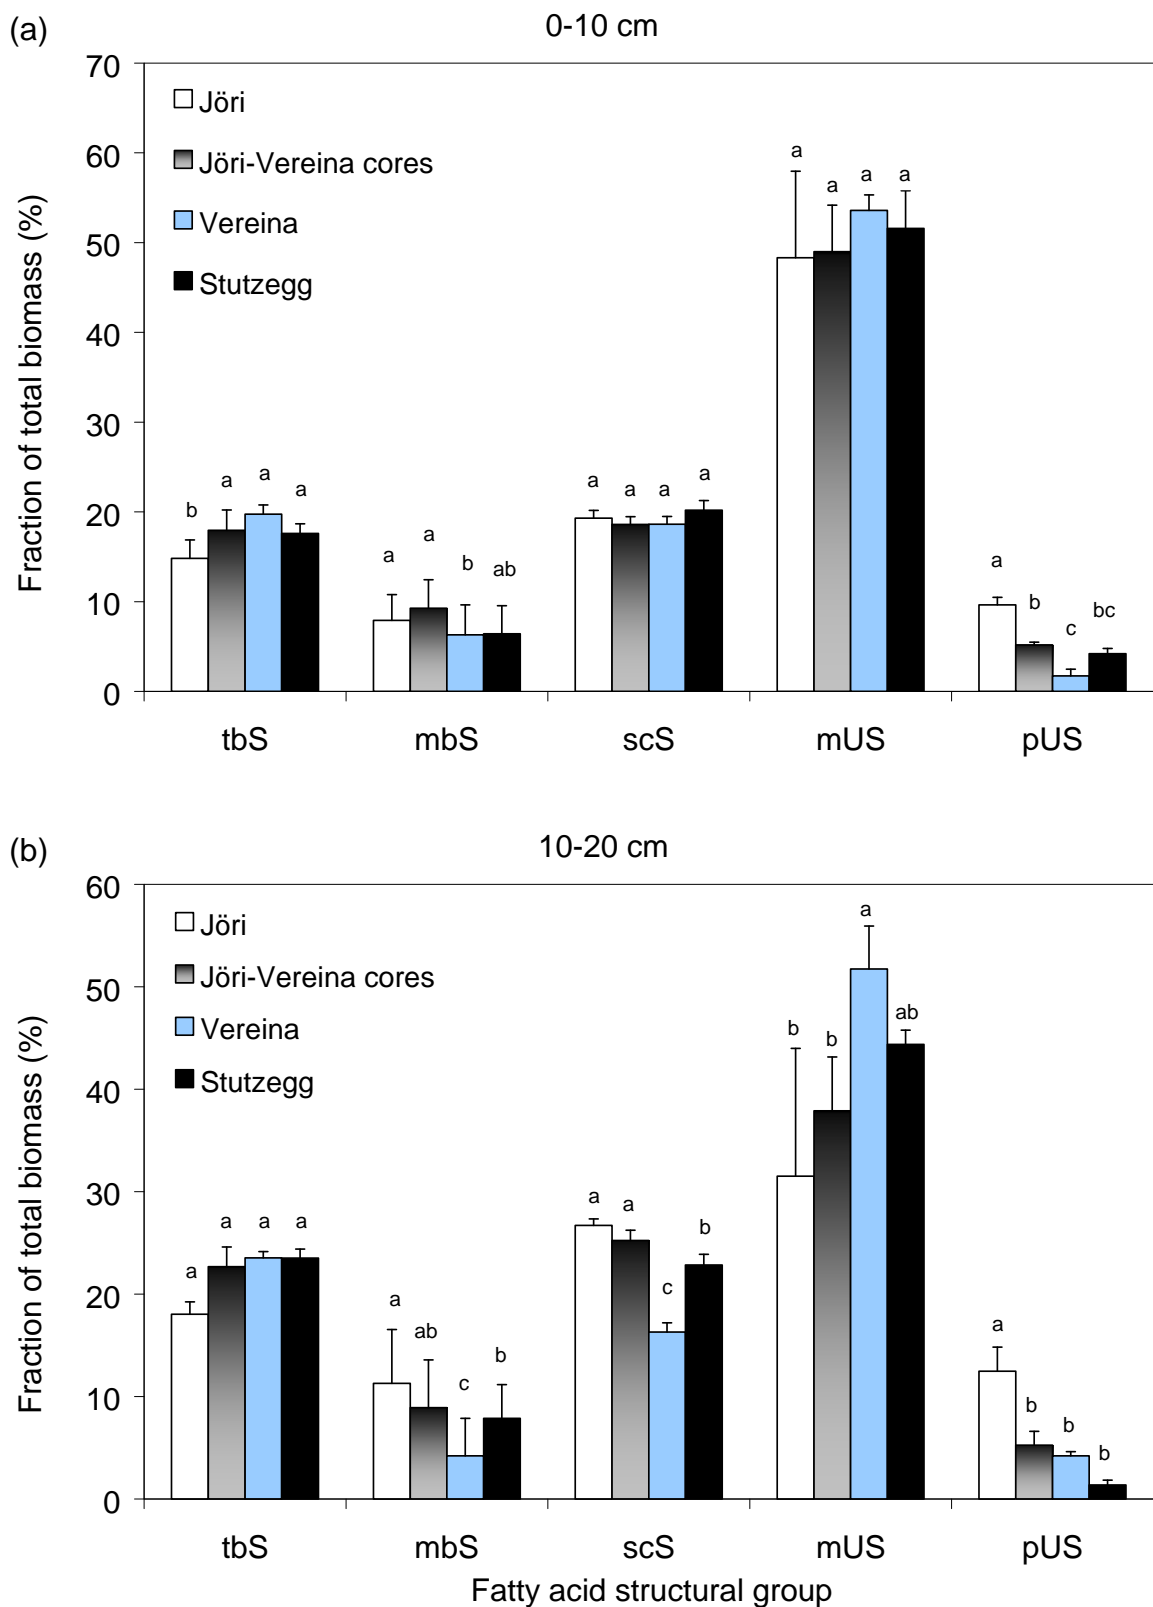 (a)
0-10 cm
70
60
50
40
30
20
10
0
Fraction of total biomass (%)
Jöri
Jöri-Vereina cores
Vereina
Stutzegg
b a a a
a a b ab
a a a a
a a a a
a b c bc
tbS mbS scS mUS pUS
(b)
10-20 cm
60
50
40
30
20
10
0
Fraction of total biomass (%)
Jöri
Jöri-Vereina cores
Vereina
Stutzegg
a a a a
a ab c b
a a c b
b b a ab
a b b b
tbS mbS scS mUS pUS
Fatty acid structural group